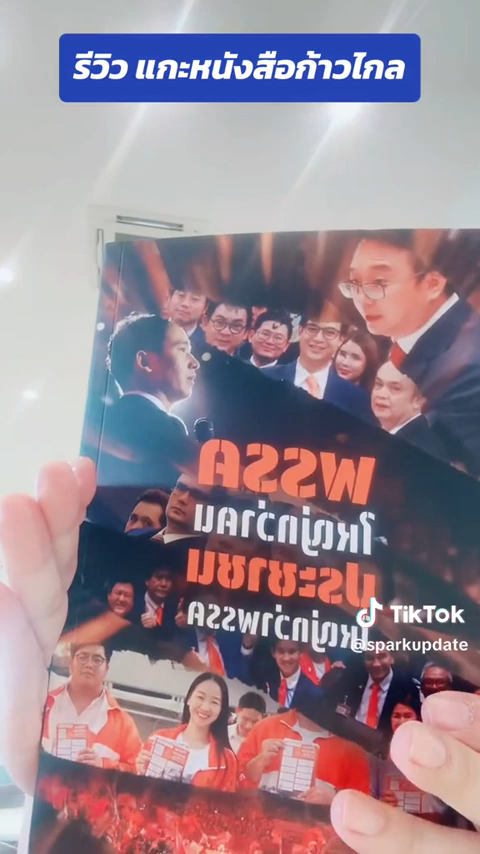 รีวิว แกะหนังสือก้าวไกล
พรรค
ใหญ่กว่าคน
ประชาชน
ใหญ่กว่าพรรค
TikTok
@sparkupdate